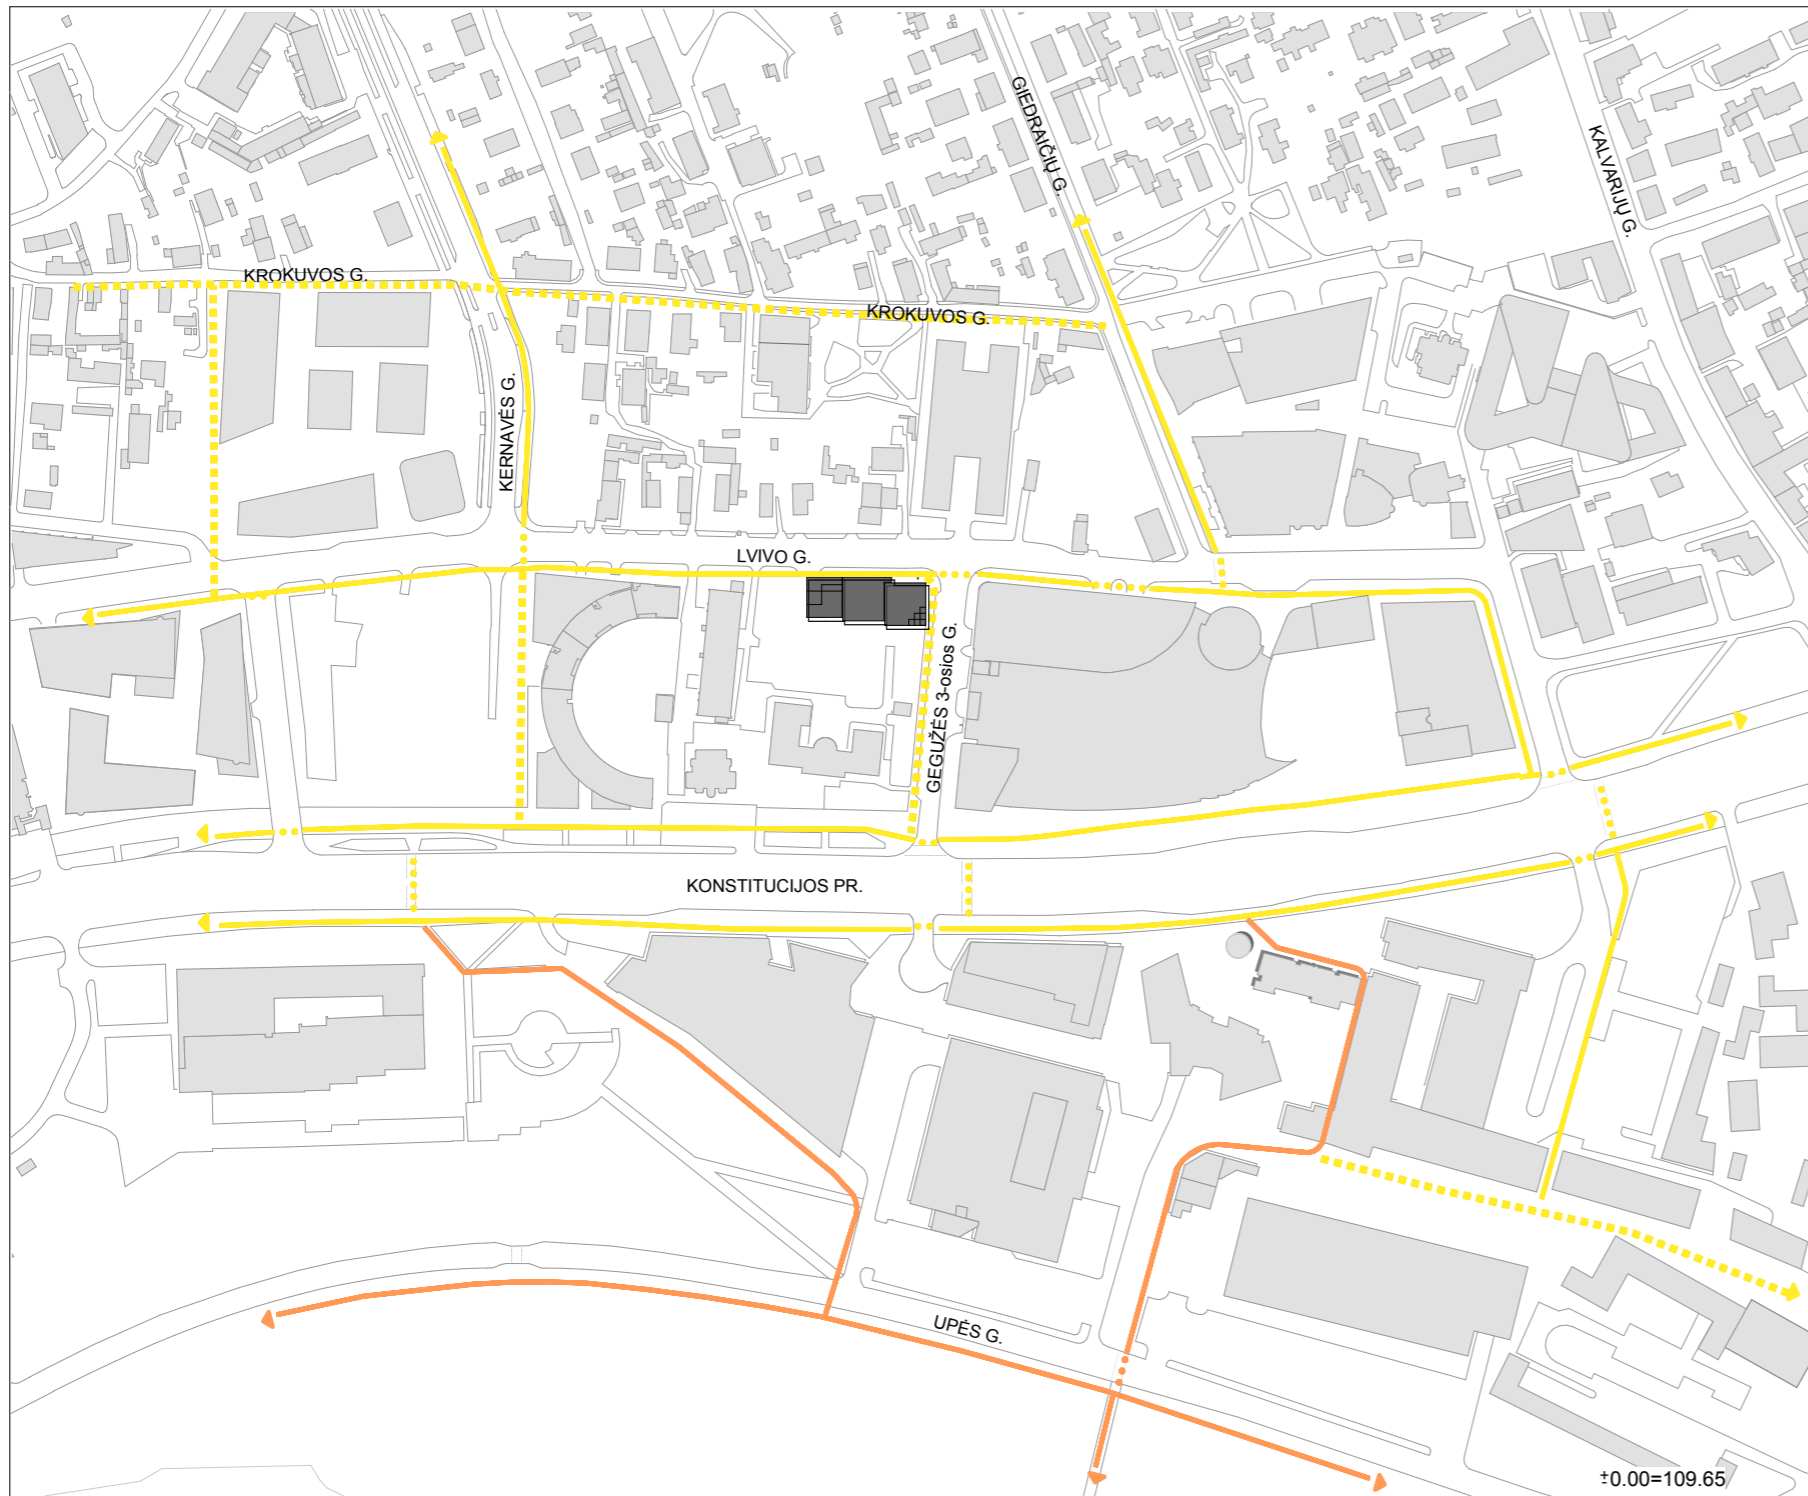 GIEDRAIČIŲ G.
KALVARIJŲ G.
KROKUVOS G.
KROKUVOS G.
KERNAVĖS G.
LVIVO G.
GEGUŽĖS 3-osios G.
KONSTITUCIJOS PR.
UPĖS G.
±0.00=109.65